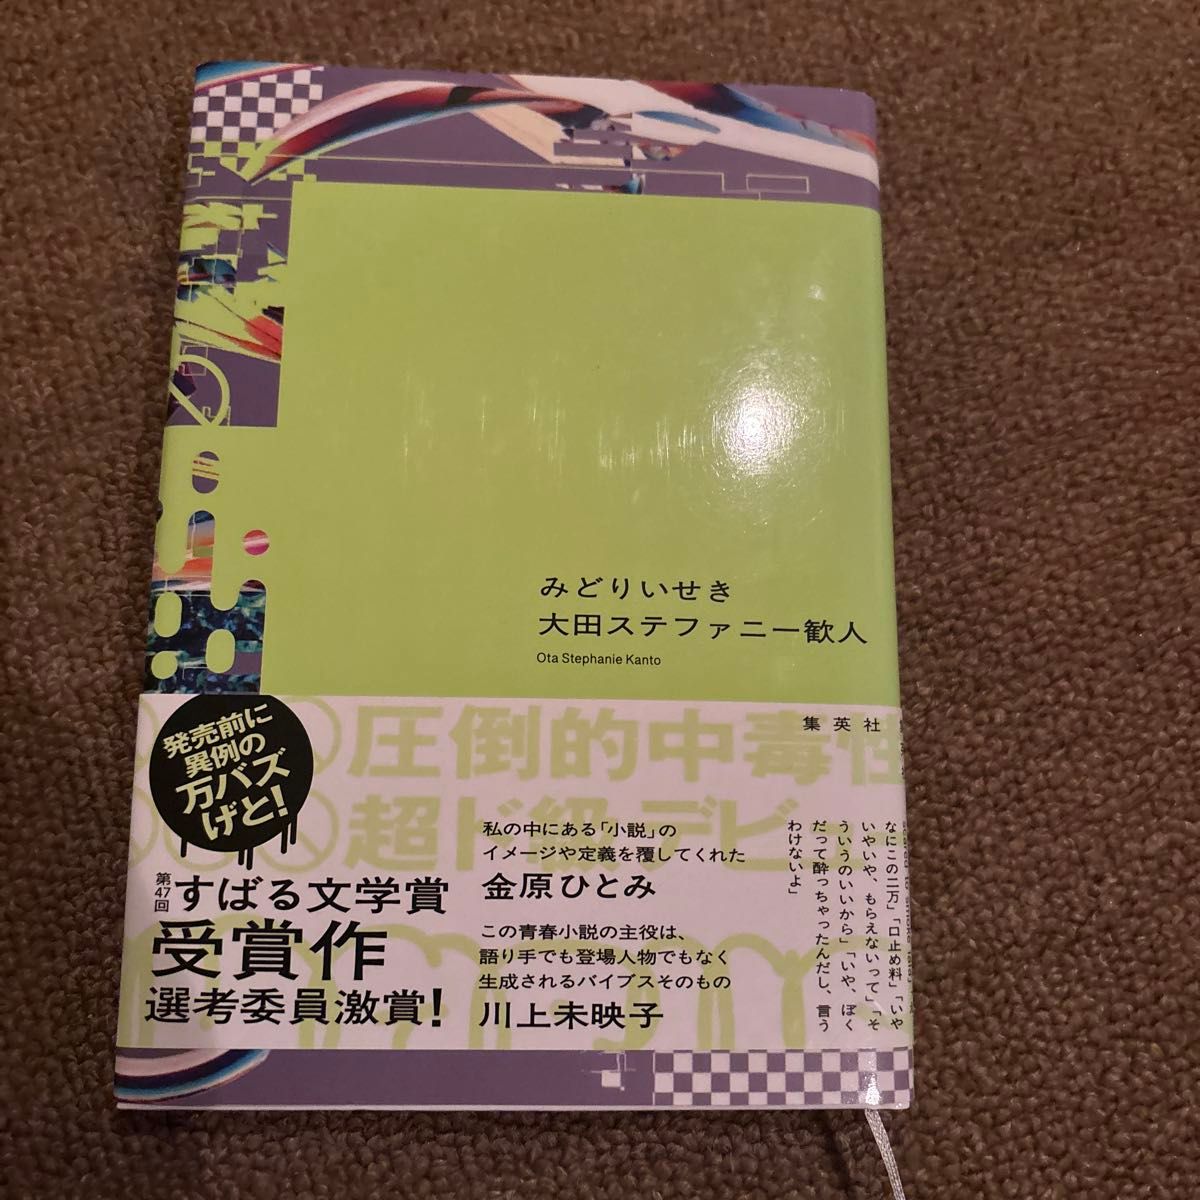 みどりいせき
大田ステファニー歓人
Ota Stephanie Kanto
集英社
圧倒的中毒性
超ド級デビ
発売前に
異例の
万バズ
げと!
第47回
すばる文学賞
受賞作
選考委員激賞!
私の中にある「小説」の
イメージや定義を覆してくれた
金原ひとみ
この青春小説の主役は、
語り手でも登場人物でもなく
生成されるバイブスそのもの
川上未映子
なにこの二万」「口止め料」「いや
いやいや、もらえないって」「そ
ういうのいいから」「いや、ぼく
だって酔っちゃったんだし、言う
わけないよ」